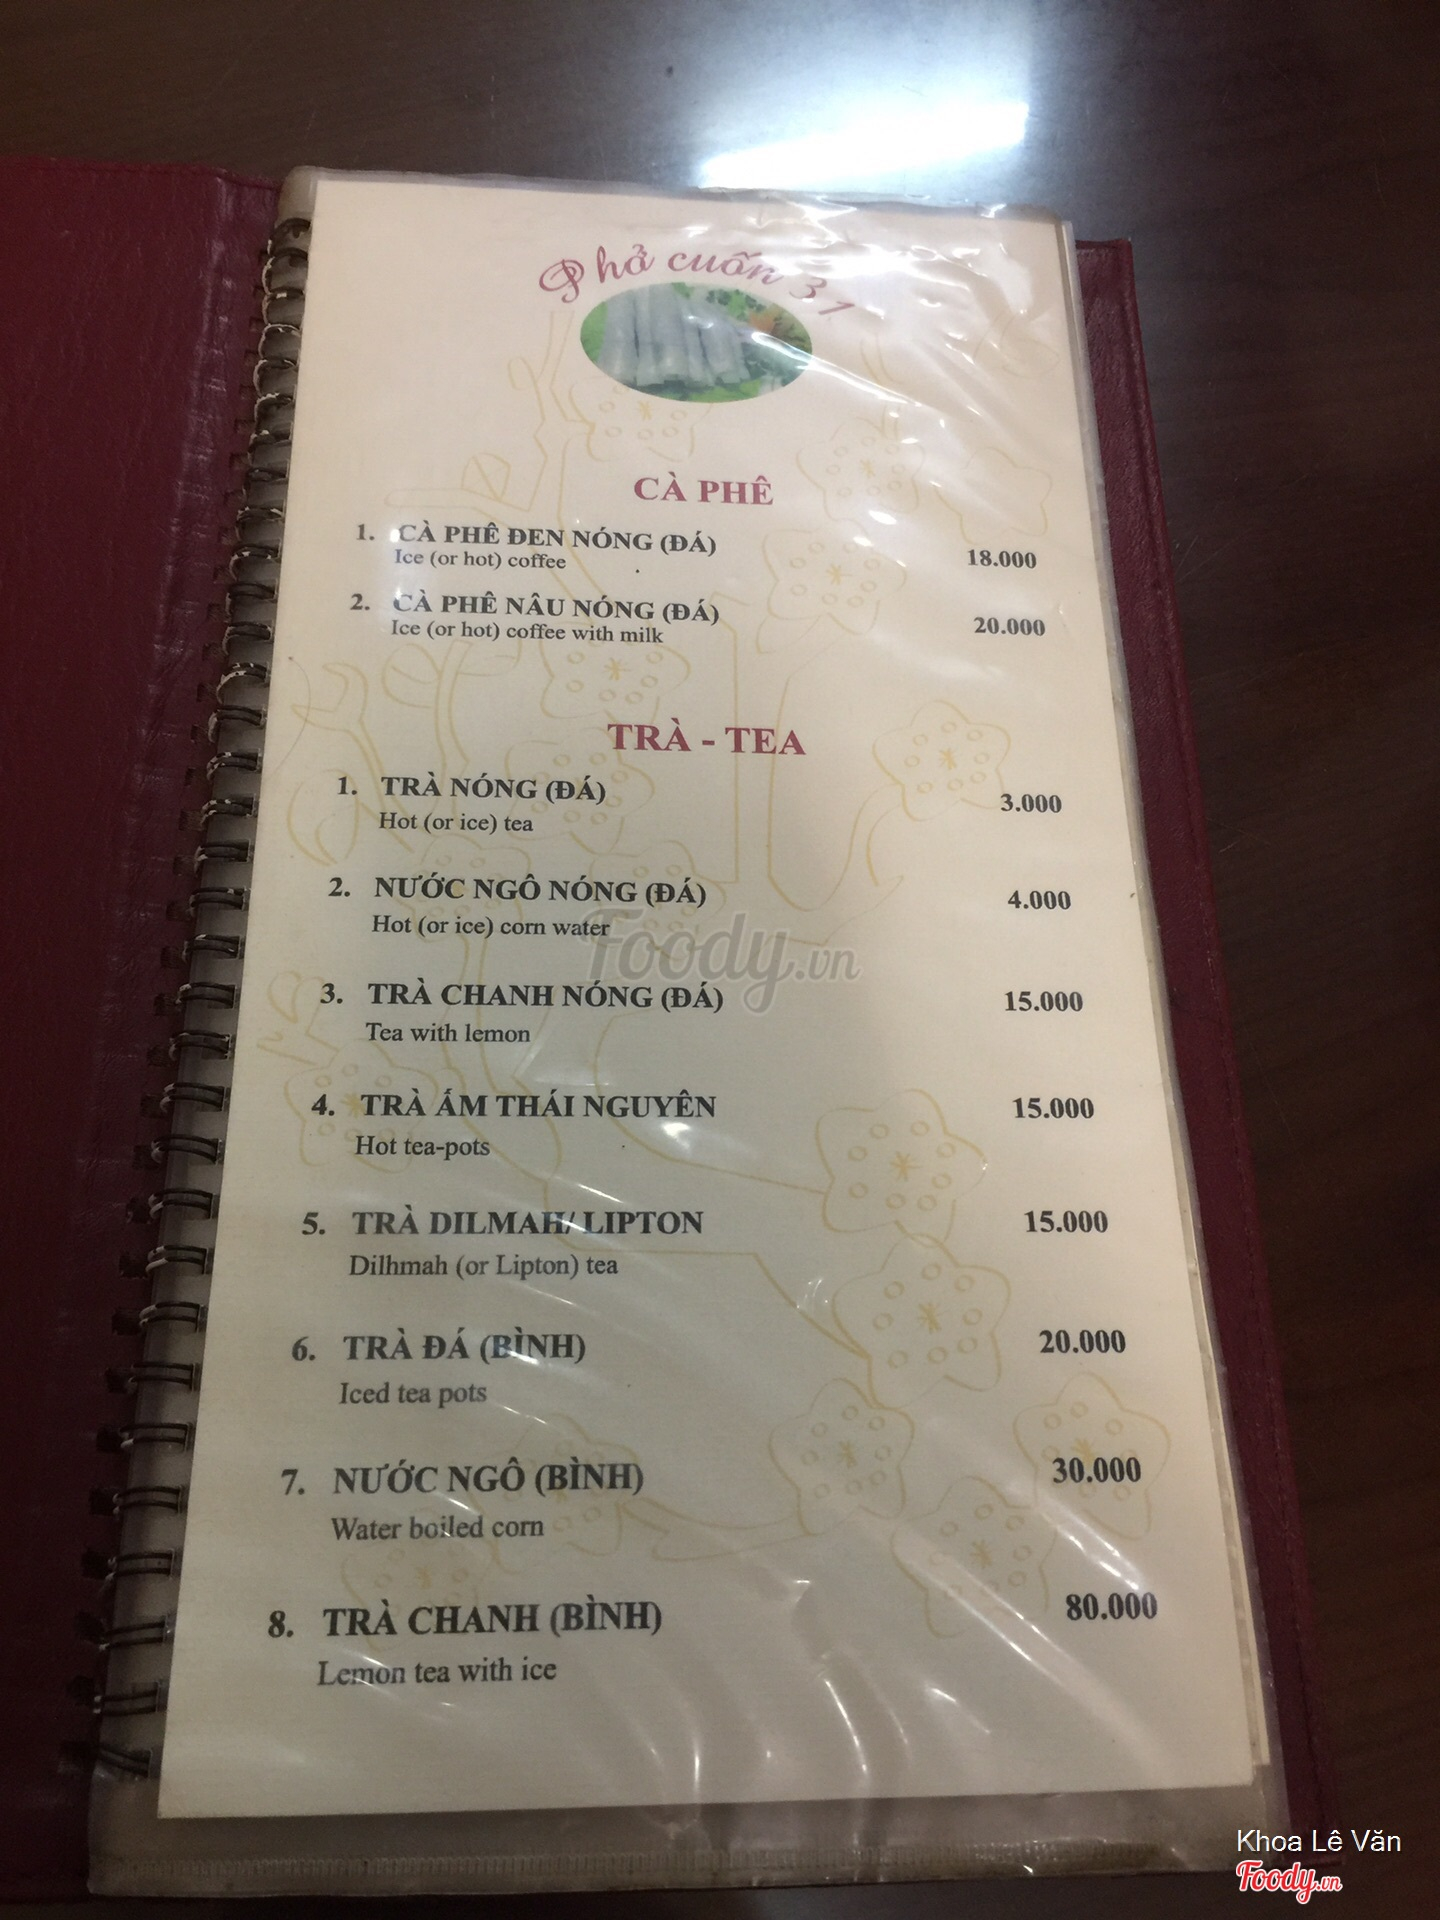 Phở cuốn 31
CÀ PHÊ
1. CÀ PHÊ ĐEN NÓNG (ĐÁ) 18.000
Ice (or hot) coffee
2. CÀ PHÊ NÂU NÓNG (ĐÁ) 20.000
Ice (or hot) coffee with milk
TRÀ - TEA
1. TRÀ NÓNG (ĐÁ) 3.000
Hot (or ice) tea
2. NƯỚC NGÔ NÓNG (ĐÁ) 4.000
Hot (or ice) corn water
Foody.vn
3. TRÀ CHANH NÓNG (ĐÁ) 15.000
Tea with lemon
4. TRÀ ẤM THÁI NGUYÊN 15.000
Hot tea-pots
5. TRÀ DILMAH/ LIPTON 15.000
Dilhmah (or Lipton) tea
6. TRÀ ĐÁ (BÌNH) 20.000
Iced tea pots
7. NƯỚC NGÔ (BÌNH) 30.000
Water boiled corn
8. TRÀ CHANH (BÌNH) 80.000
Lemon tea with ice
Khoa Lê Văn
Foody.vn